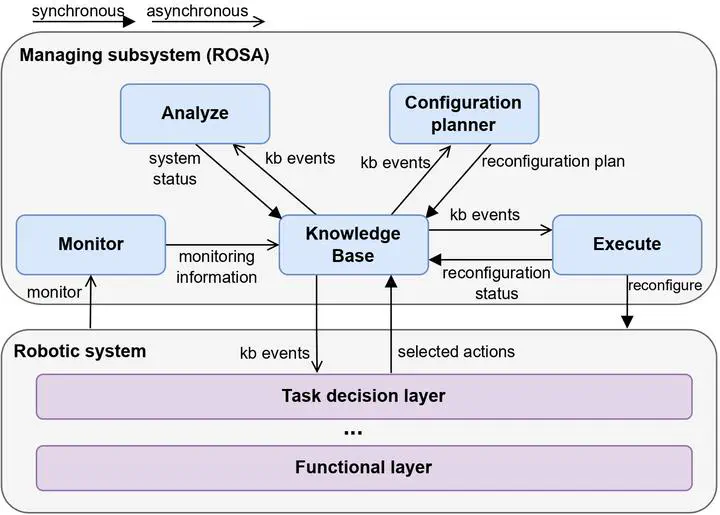 synchronous
asynchronous
Managing subsystem (ROSA)
Analyze
Configuration
planner
system
status
kb events
kb events
reconfiguration plan
Monitor
monitoring
information
Knowledge
Base
kb events
Execute
reconfiguration
status
monitor
reconfigure
Robotic system
kb events
selected actions
Task decision layer
...
Functional layer